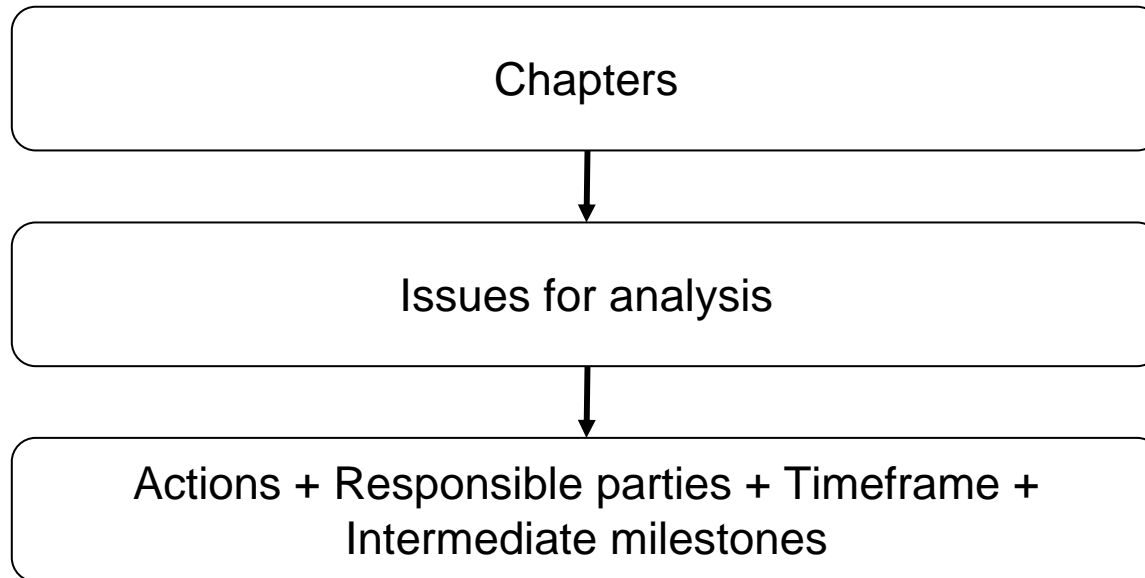 Chapters
Issues for analysis
Actions + Responsible parties + Timeframe +
Intermediate milestones